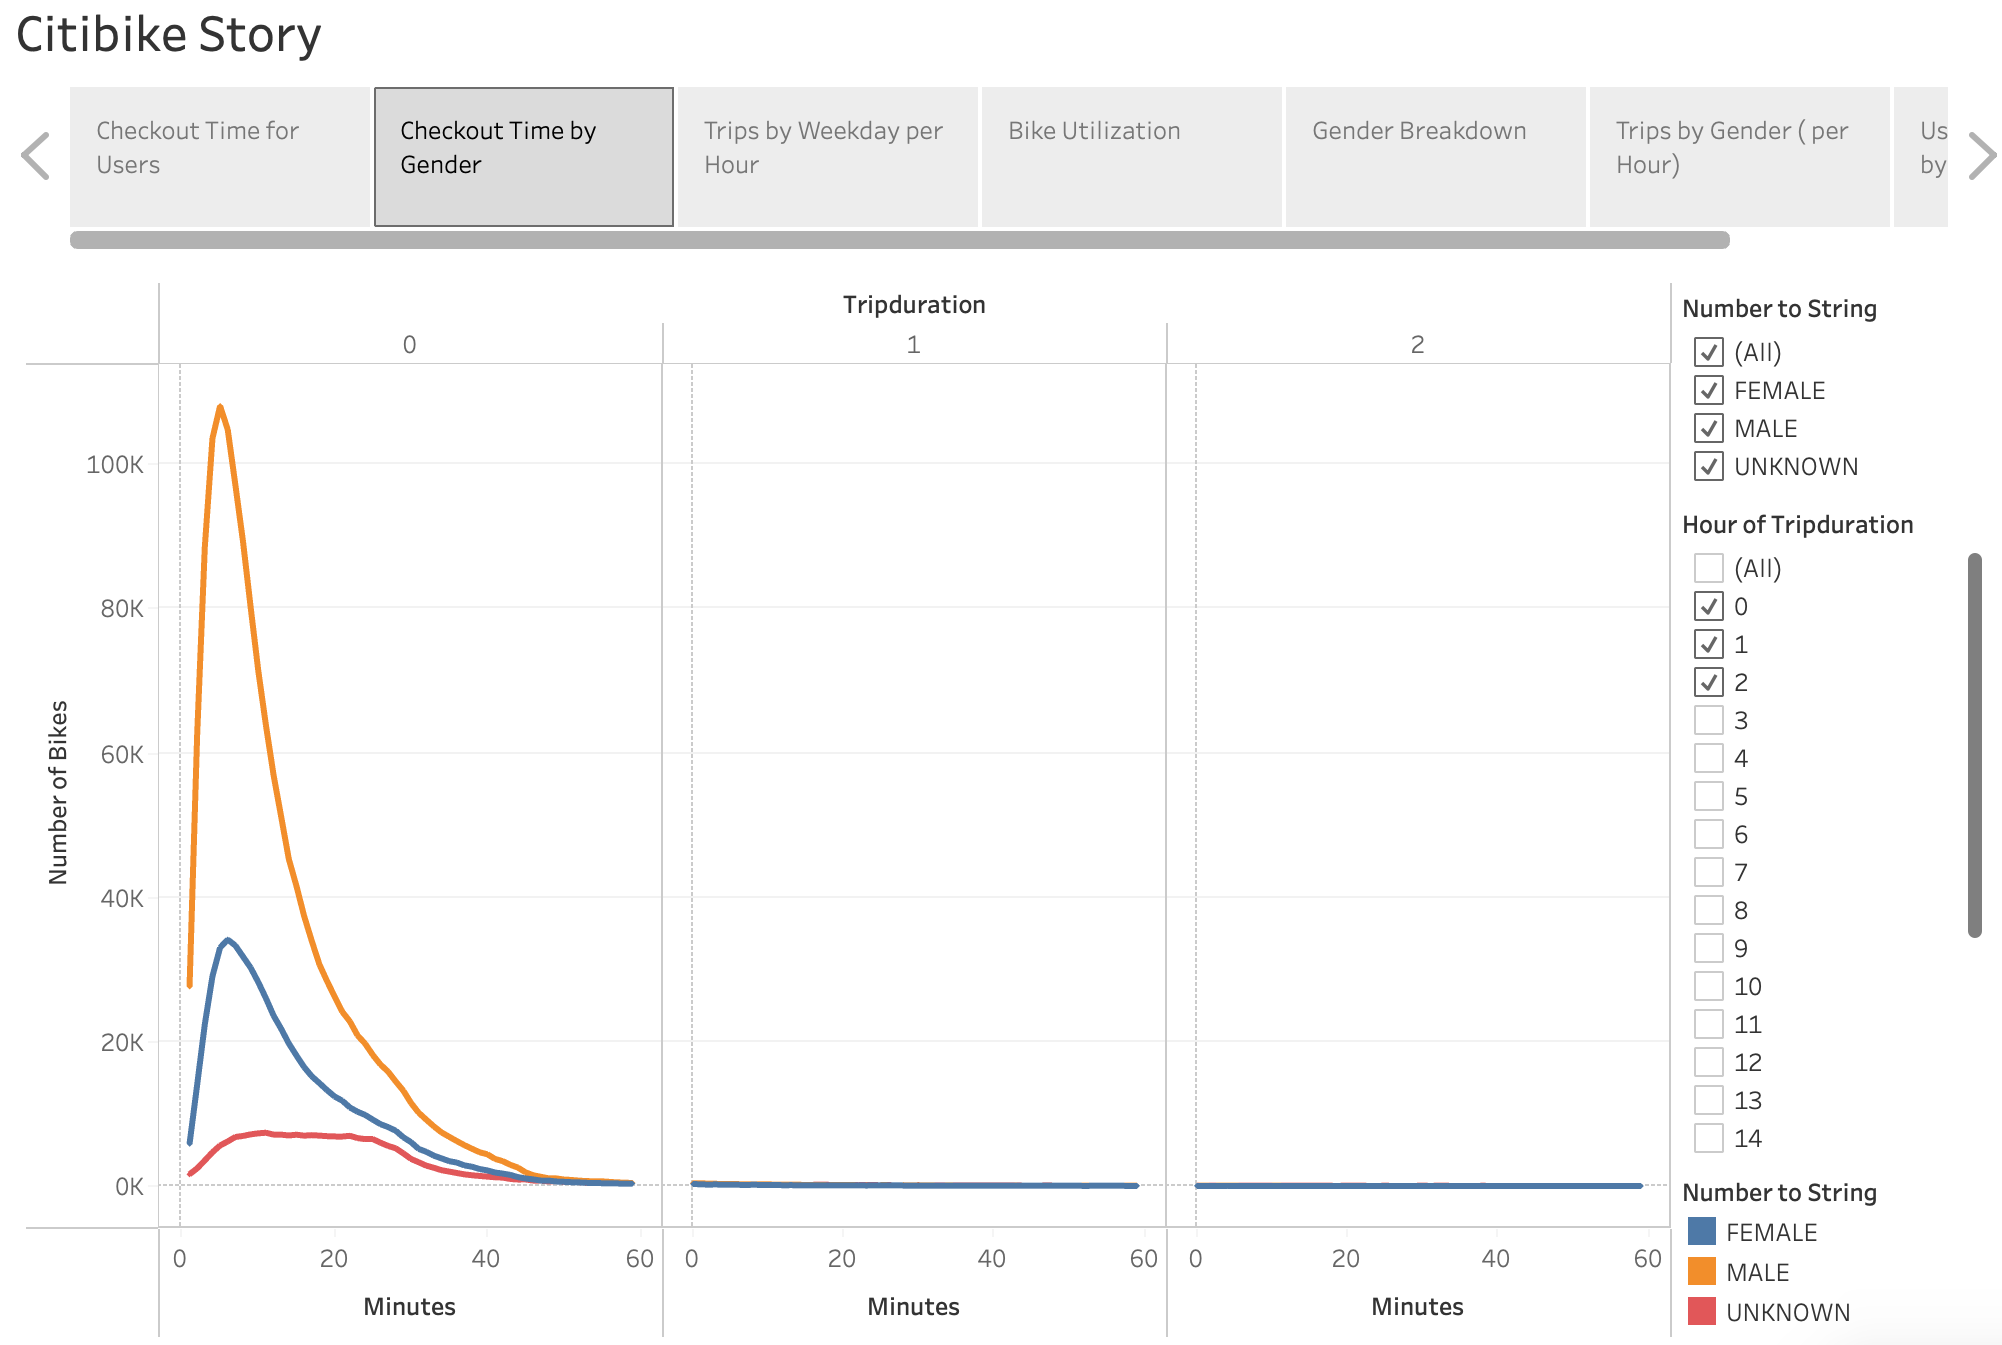 Citibike Story
Checkout Time for
Users
Checkout Time by
Gender
Trips by Weekday per
Hour
Bike Utilization
Gender Breakdown
Trips by Gender ( per
Hour)
Us
by
Tripduration
0
1
2
Number of Bikes
100K
80K
60K
40K
20K
0K
0
20
40
60
0
20
40
60
0
20
40
60
Minutes
Minutes
Minutes
Number to String
(All)
FEMALE
MALE
UNKNOWN
Hour of Tripduration
(All)
0
1
2
3
4
5
6
7
8
9
10
11
12
13
14
Number to String
FEMALE
MALE
UNKNOWN